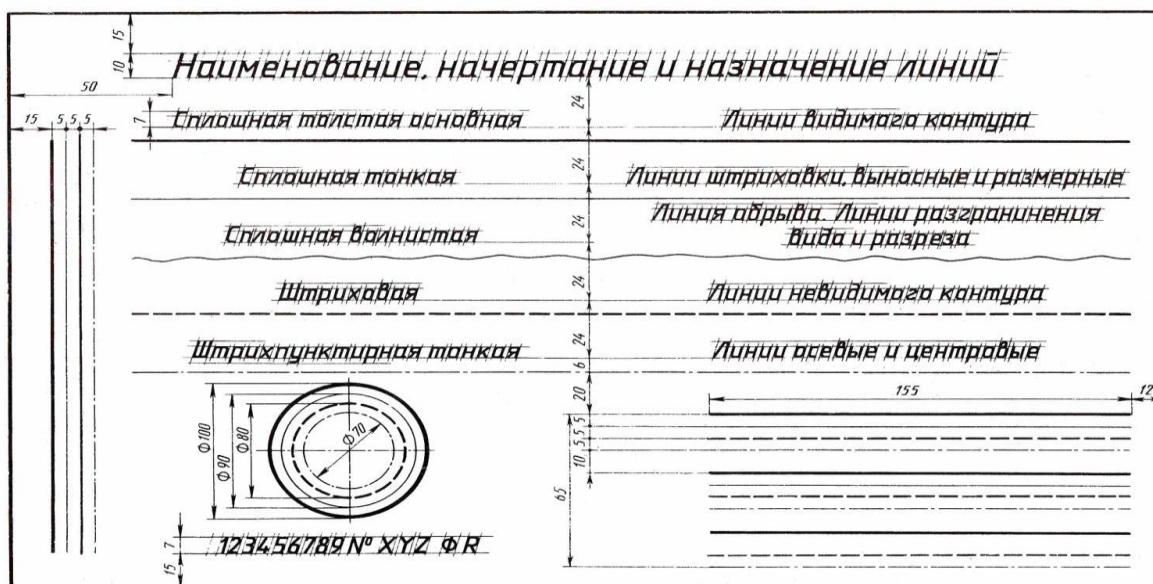 15
10
Наименование, начертание и назначение линий
50
24
15 5 5 5
7
Сплошная толстая основная Линии видимого контура
24
Сплошная тонкая Линии штриховки, выносные и размерные
24
Линия обрыва. Линии разграничения
Сплошная волнистая вида и разреза
24
Штриховая Линии невидимого контура
24
Штрихпунктирная тонкая Линии осевые и центровые
6
20
155 12
Ф100
Ф90
Ф80
Ф70
5
5
5
10
65
7
123456789 № XYZ Ф R
15